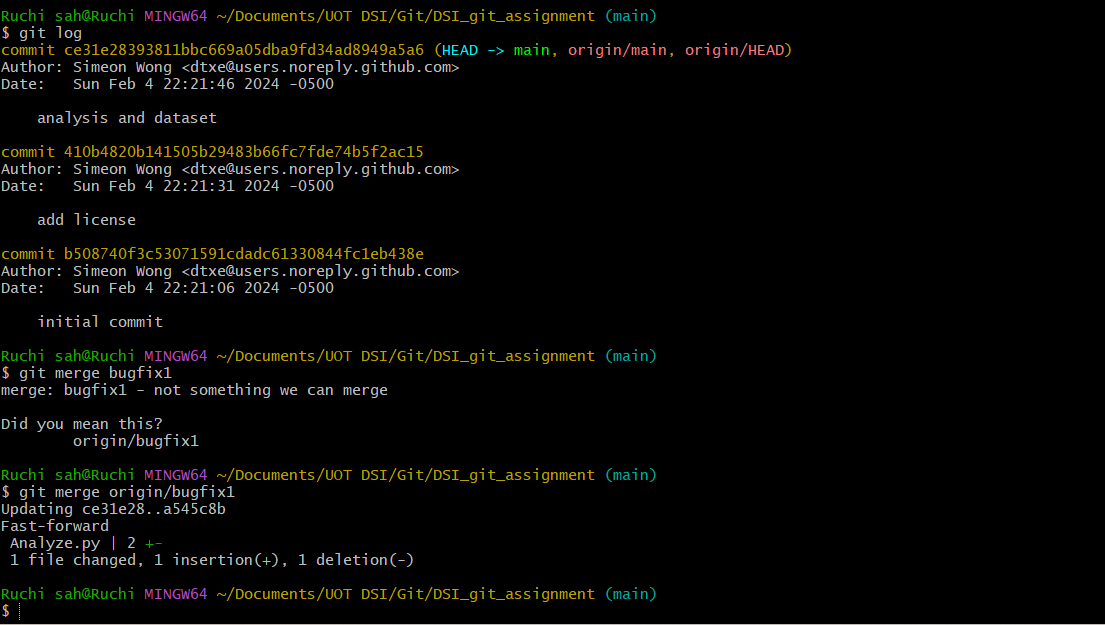 Ruchi sah@Ruchi MINGW64 ~/Documents/UOT DSI/Git/DSI_git_assignment (main)
$ git log
commit ce31e28393811bbc669a05dba9fd34ad8949a5a6 (HEAD -> main, origin/main, origin/HEAD)
Author: Simeon Wong <dtxe@users.noreply.github.com>
Date:   Sun Feb 4 22:21:46 2024 -0500

    analysis and dataset

commit 410b4820b141505b29483b66fc7fde74b5f2ac15
Author: Simeon Wong <dtxe@users.noreply.github.com>
Date:   Sun Feb 4 22:21:31 2024 -0500

    add license

commit b508740f3c53071591cdadc61330844fc1eb438e
Author: Simeon Wong <dtxe@users.noreply.github.com>
Date:   Sun Feb 4 22:21:06 2024 -0500

    initial commit

Ruchi sah@Ruchi MINGW64 ~/Documents/UOT DSI/Git/DSI_git_assignment (main)
$ git merge bugfix1
merge: bugfix1 - not something we can merge

Did you mean this?
        origin/bugfix1

Ruchi sah@Ruchi MINGW64 ~/Documents/UOT DSI/Git/DSI_git_assignment (main)
$ git merge origin/bugfix1
Updating ce31e28..a545c8b
Fast-forward
 Analyze.py | 2 +-
 1 file changed, 1 insertion(+), 1 deletion(-)

Ruchi sah@Ruchi MINGW64 ~/Documents/UOT DSI/Git/DSI_git_assignment (main)
$